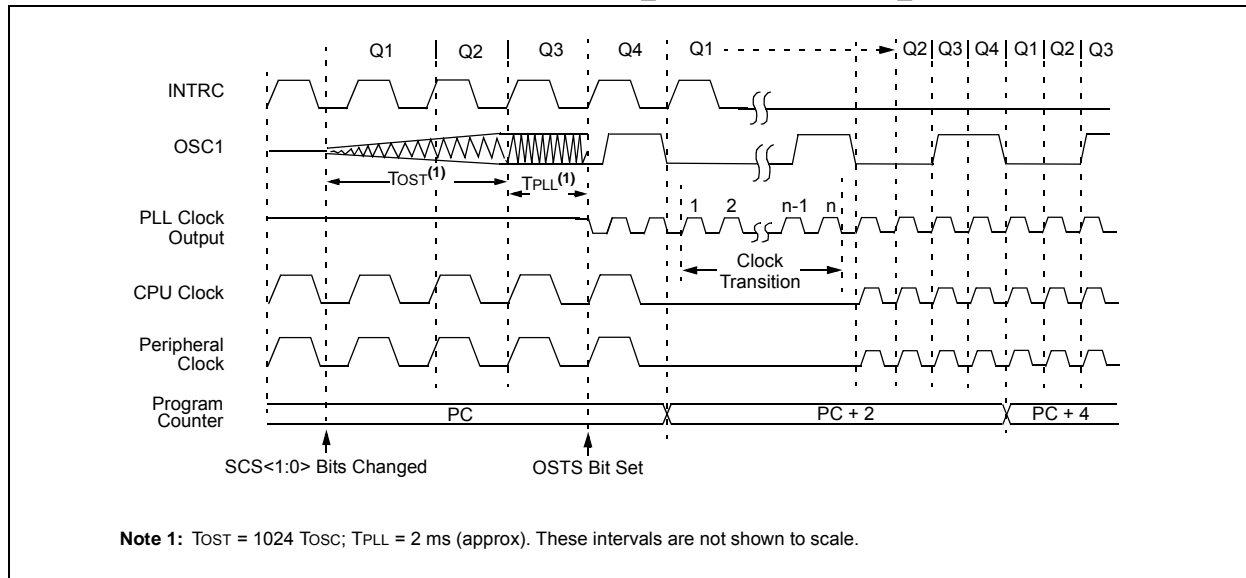 Q1 Q2 Q3 Q4 Q1 Q2 Q3 Q4 Q1 Q2 Q3
INTRC
OSC1
TOST(1) TPLL(1)
PLL Clock
Output
1 2 n-1 n
Clock
Transition
CPU Clock
Peripheral
Clock
Program
Counter
PC PC + 2 PC + 4
SCS<1:0> Bits Changed OSTS Bit Set
Note 1: TOST = 1024 TOSC; TPLL = 2 ms (approx). These intervals are not shown to scale.